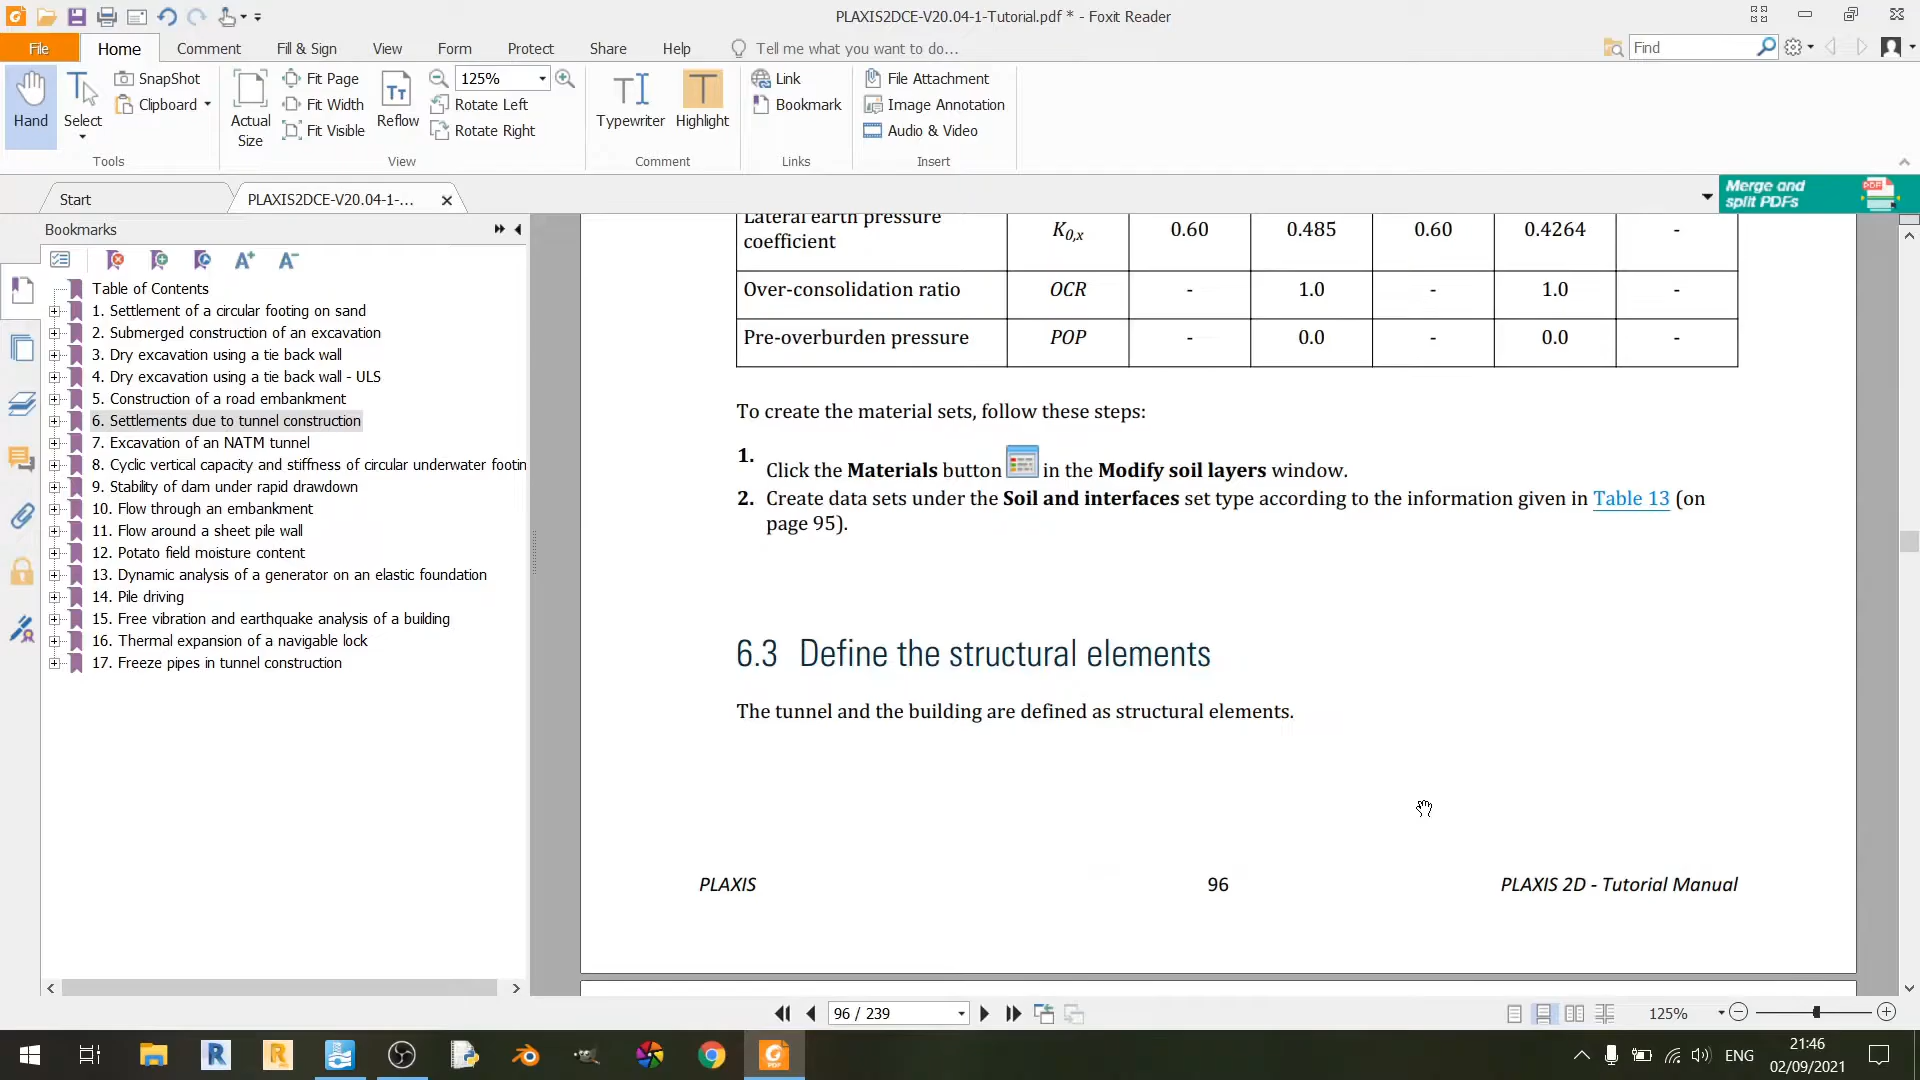 PLAXIS2DCE-V20.04-1-Tutorial.pdf * - Foxit Reader
File Home Comment Fill & Sign View Form Protect Share Help Tell me what you want to do... Find
Hand
Select
SnapShot
Clipboard
Tools
Actual Size
Fit Page
Fit Width
Fit Visible
Reflow
125%
Rotate Left
Rotate Right
View
Typewriter
Highlight
Comment
Link
Bookmark
Links
File Attachment
Image Annotation
Audio & Video
Insert
Start
PLAXIS2DCE-V20.04-1-...
Merge and
split PDFs
PDF
Bookmarks
Table of Contents
1. Settlement of a circular footing on sand
2. Submerged construction of an excavation
3. Dry excavation using a tie back wall
4. Dry excavation using a tie back wall - ULS
5. Construction of a road embankment
6. Settlements due to tunnel construction
7. Excavation of an NATM tunnel
8. Cyclic vertical capacity and stiffness of circular underwater footin
9. Stability of dam under rapid drawdown
10. Flow through an embankment
11. Flow around a sheet pile wall
12. Potato field moisture content
13. Dynamic analysis of a generator on an elastic foundation
14. Pile driving
15. Free vibration and earthquake analysis of a building
16. Thermal expansion of a navigable lock
17. Freeze pipes in tunnel construction
Lateral earth pressure
coefficient K0,x 0.60 0.485 0.60 0.4264 -
Over-consolidation ratio OCR - 1.0 - 1.0 -
Pre-overburden pressure POP - 0.0 - 0.0 -
To create the material sets, follow these steps:
1. Click the Materials button in the Modify soil layers window.
2. Create data sets under the Soil and interfaces set type according to the information given in Table 13 (on
page 95).
6.3 Define the structural elements
The tunnel and the building are defined as structural elements.
PLAXIS 96 PLAXIS 2D - Tutorial Manual
96 / 239
125%
ENG
21:46
02/09/2021